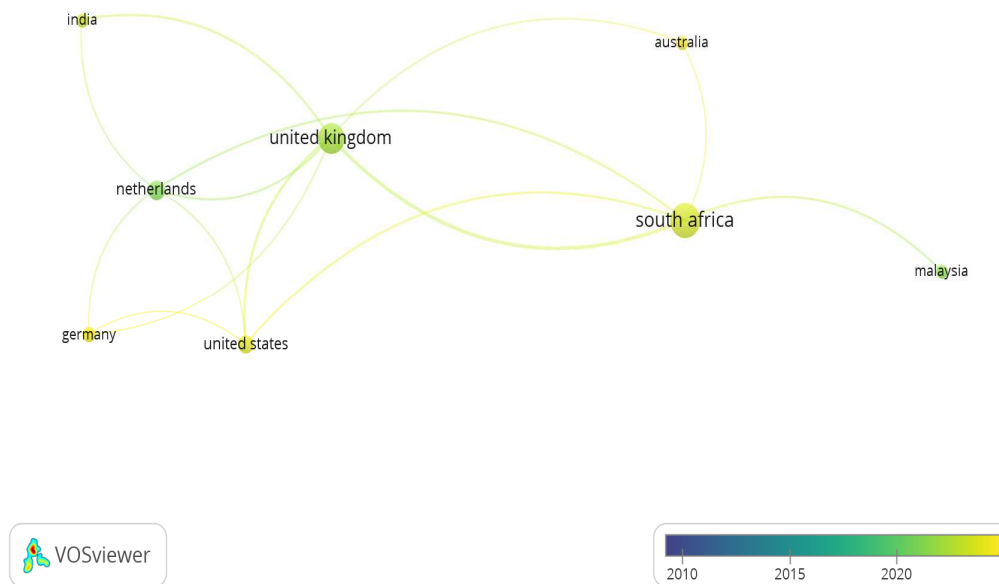 india
australia
united kingdom
netherlands
south africa
malaysia
germany
united states
VOSviewer
2010 2015 2020